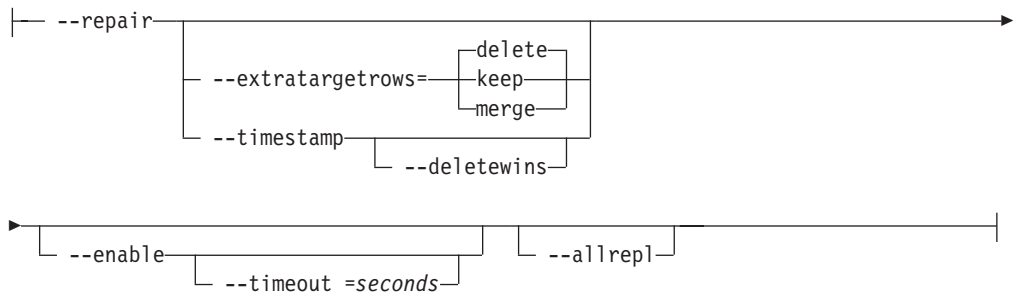 --repair
delete
--extratargetrows= keep
merge
--timestamp
--deletewins
--enable --allrepl
--timeout =seconds